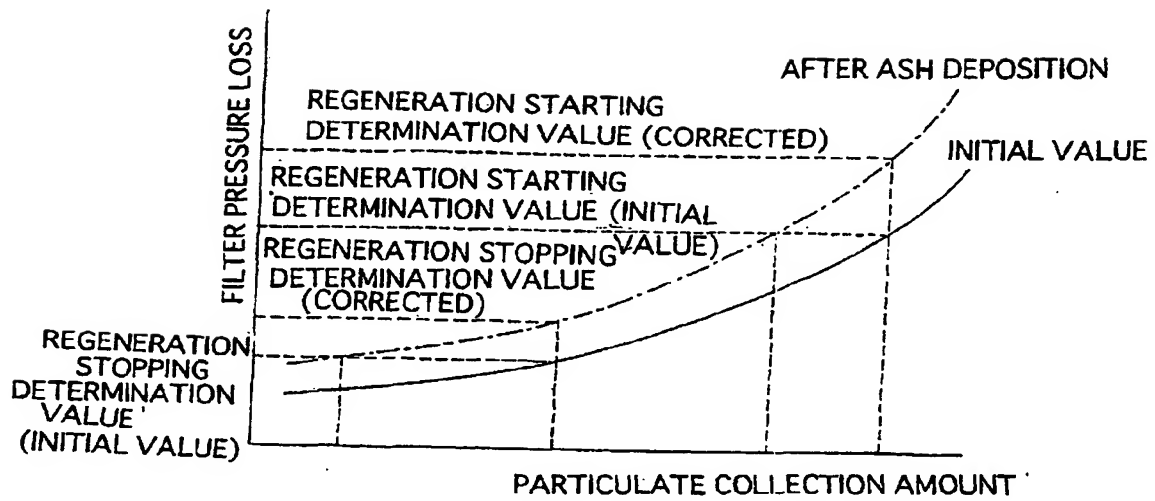 FILTER PRESSURE LOSS
AFTER ASH DEPOSITION
REGENERATION STARTING
DETERMINATION VALUE (CORRECTED)
INITIAL VALUE
REGENERATION STARTING
DETERMINATION VALUE (INITIAL
VALUE)
REGENERATION STOPPING
DETERMINATION VALUE
(CORRECTED)
REGENERATION
STOPPING
DETERMINATION
VALUE
(INITIAL VALUE)
PARTICULATE COLLECTION AMOUNT